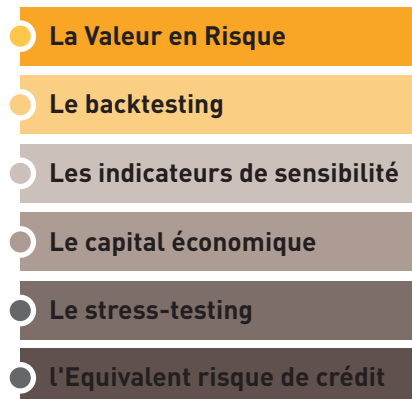 La Valeur en Risque
Le backtesting
Les indicateurs de sensibilité
Le capital économique
Le stress-testing
l'Equivalent risque de crédit